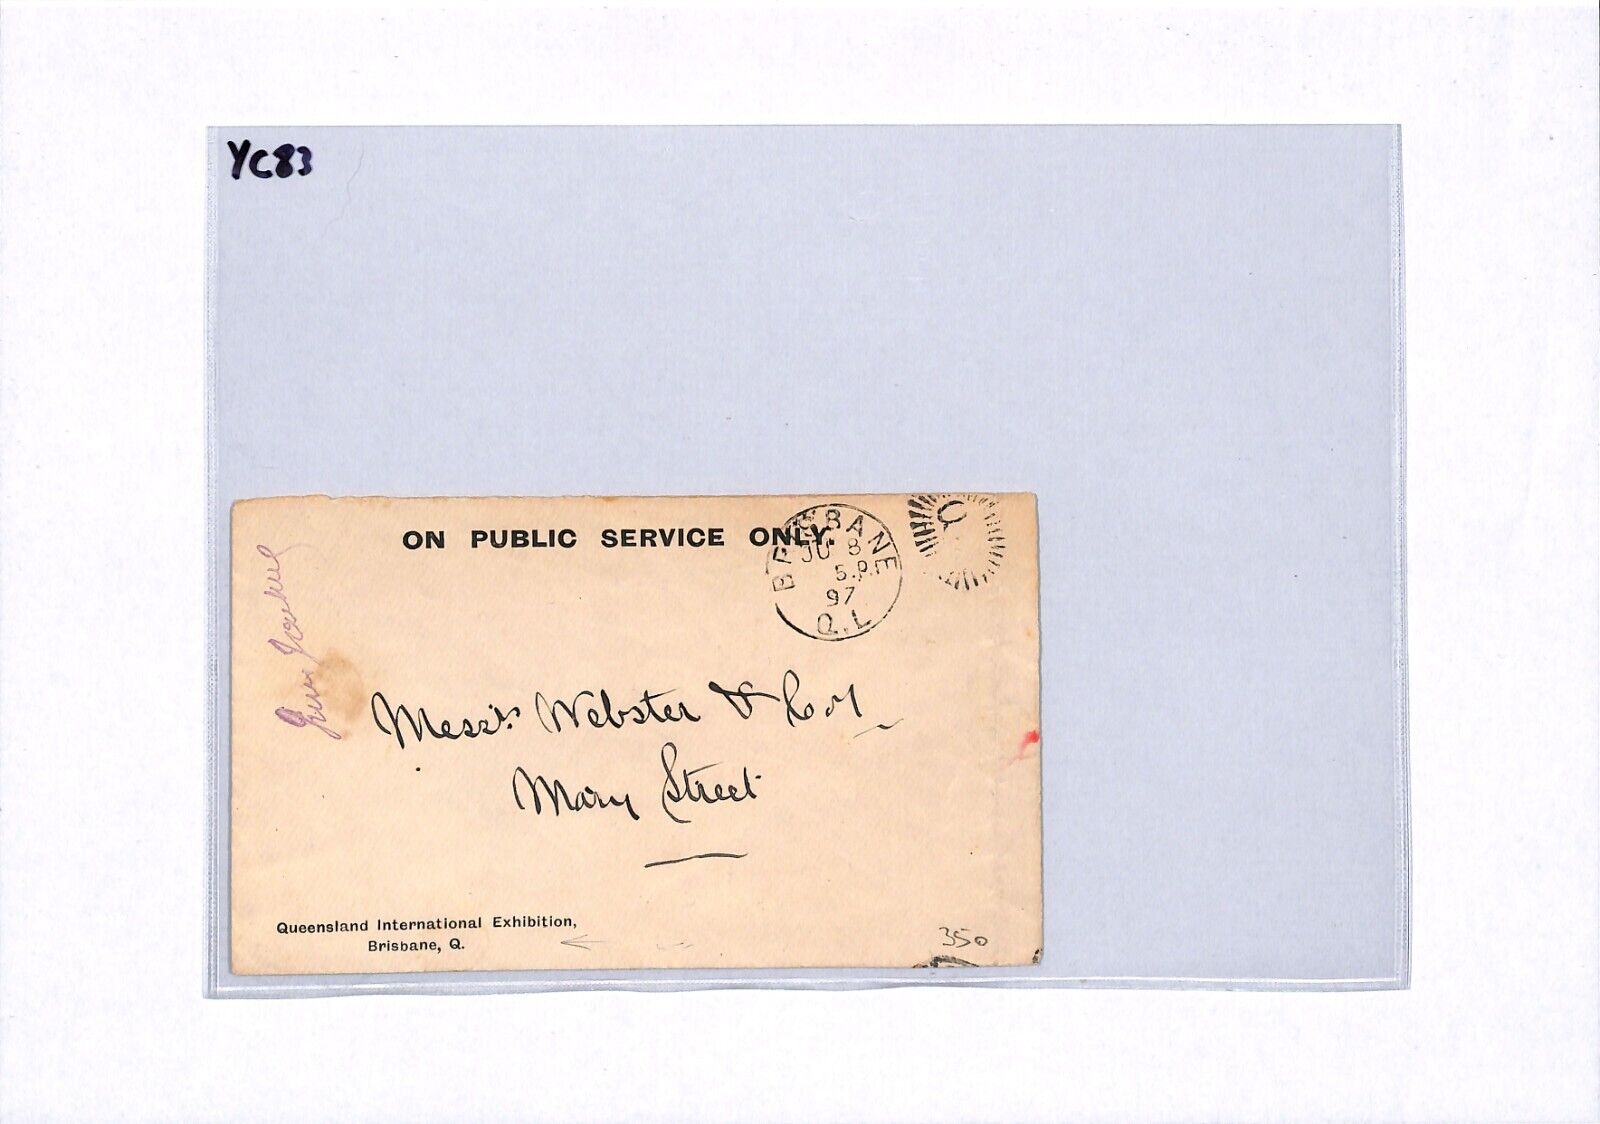 YC83
ON PUBLIC SERVICE ONLY.
BRISBANE
JU 8
5.P.
97
Q.L
Q
Messrs Webster & Coy
Mary Street
Queensland International Exhibition,
Brisbane, Q.
350